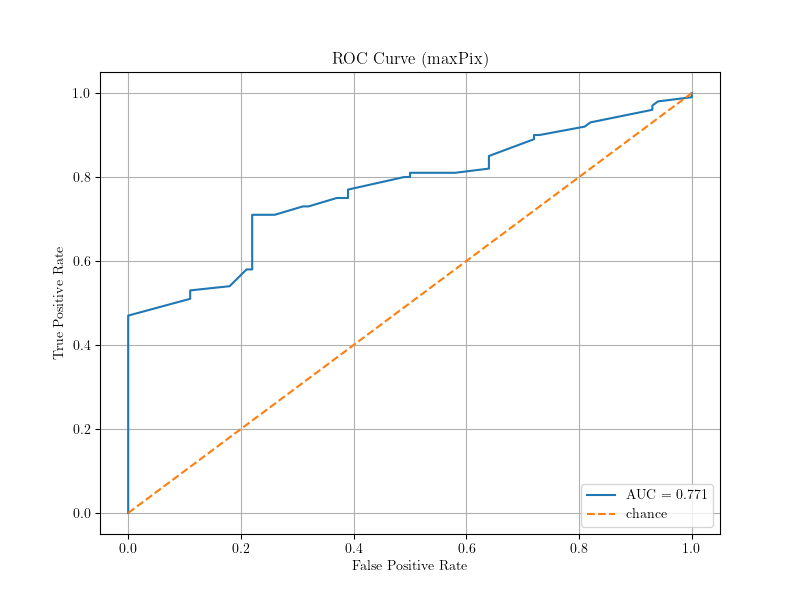 ROC Curve (maxPix)
True Positive Rate
1.0
0.8
0.6
0.4
0.2
0.0
AUC = 0.771
chance
0.0 0.2 0.4 0.6 0.8 1.0
False Positive Rate